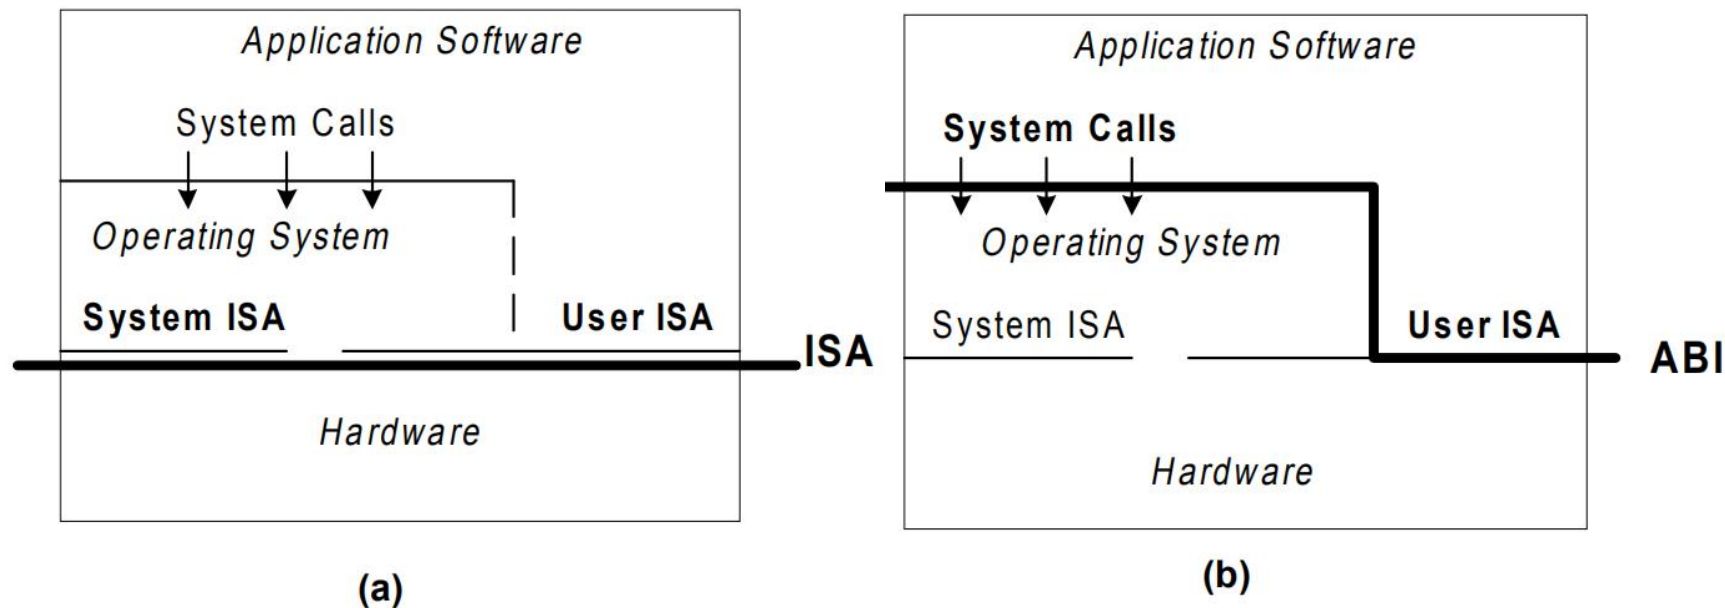 Application Software
System Calls
Operating System
System ISA
User ISA
ISA
Hardware
(a)
Application Software
System Calls
Operating System
System ISA
User ISA
ABI
Hardware
(b)